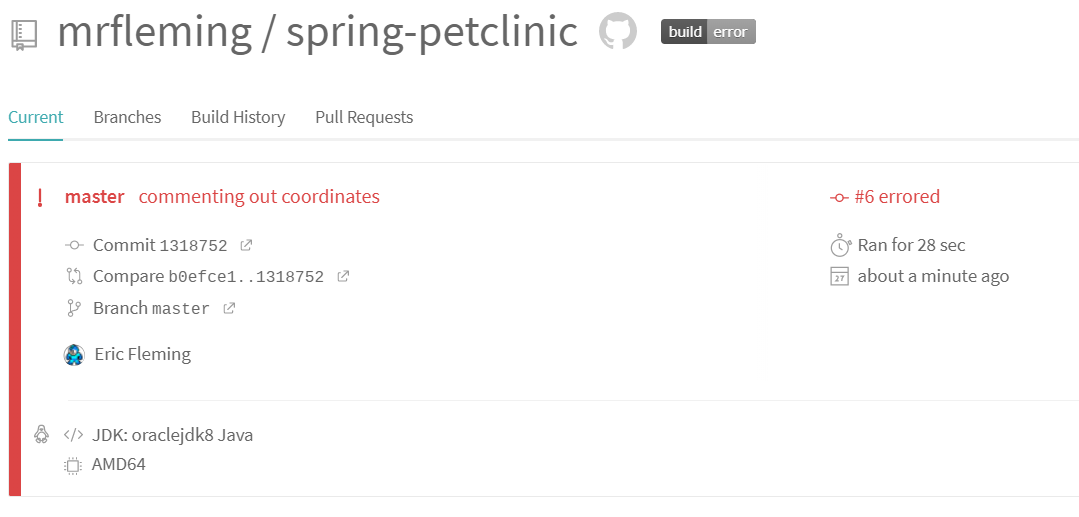 mrfleming / spring-petclinic build error
Current Branches Build History Pull Requests
master commenting out coordinates #6 errored
Commit 1318752 Ran for 28 sec
Compare b0efce1..1318752 27 about a minute ago
Branch master
Eric Fleming
JDK: oraclejdk8 Java
AMD64